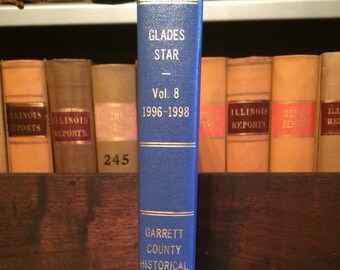 GLADES
STAR
Vol. 8
1996-1998
GARRETT
COUNTY
HISTORICAL
ILLINOIS
REPORTS.
245
ILLINOIS
REPORTS.
ILLINOIS
REPORTS.